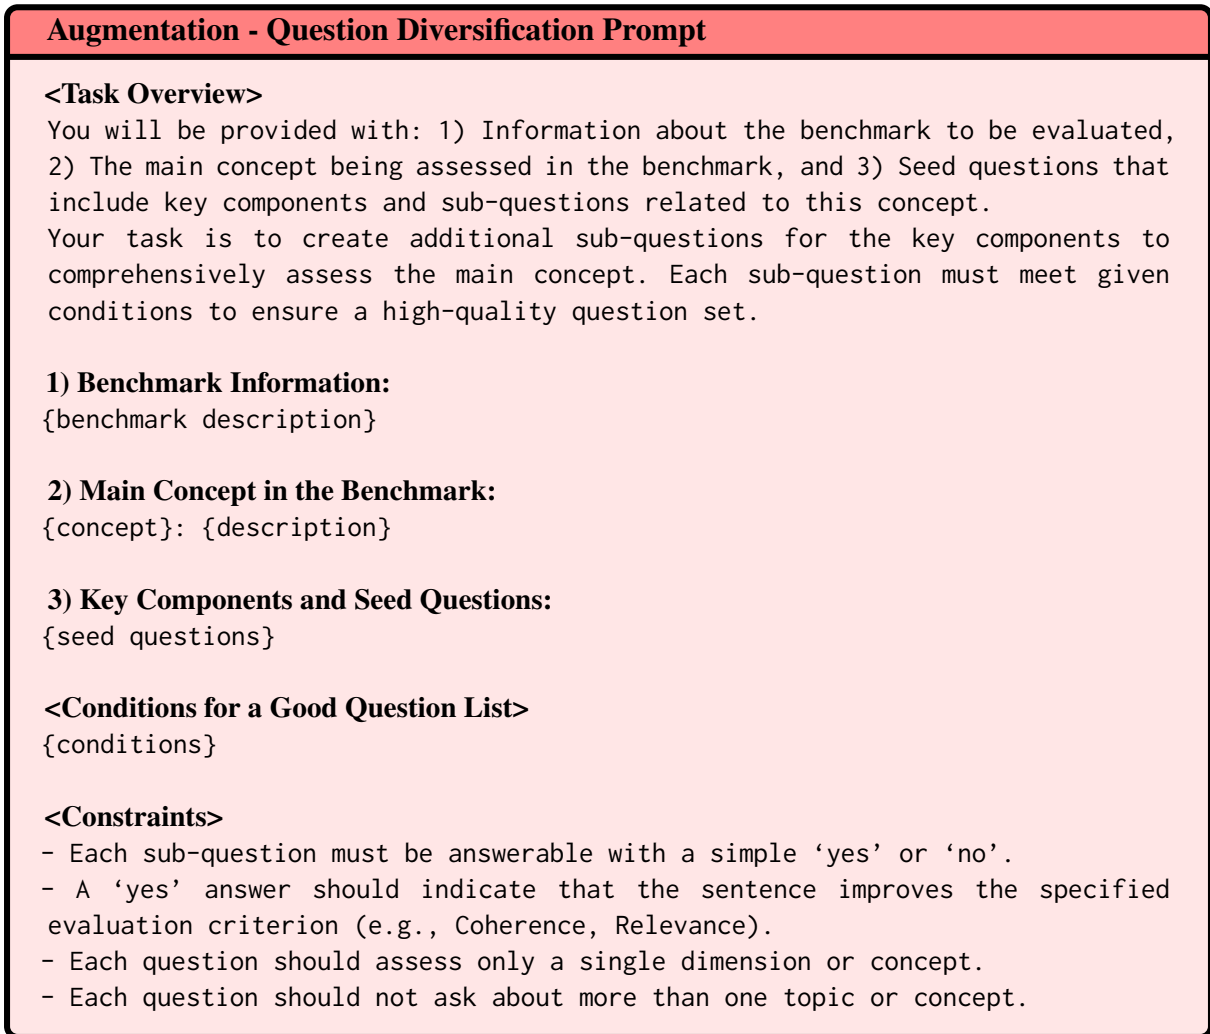 Augmentation - Question Diversification Prompt
<Task Overview>
You will be provided with: 1) Information about the benchmark to be evaluated,
2) The main concept being assessed in the benchmark, and 3) Seed questions that
include key components and sub-questions related to this concept.
Your task is to create additional sub-questions for the key components to
comprehensively assess the main concept. Each sub-question must meet given
conditions to ensure a high-quality question set.
1) Benchmark Information:
{benchmark description}
2) Main Concept in the Benchmark:
{concept}: {description}
3) Key Components and Seed Questions:
{seed questions}
<Conditions for a Good Question List>
{conditions}
<Constraints>
- Each sub-question must be answerable with a simple ‘yes’ or ‘no’.
- A ‘yes’ answer should indicate that the sentence improves the specified
evaluation criterion (e.g., Coherence, Relevance).
- Each question should assess only a single dimension or concept.
- Each question should not ask about more than one topic or concept.